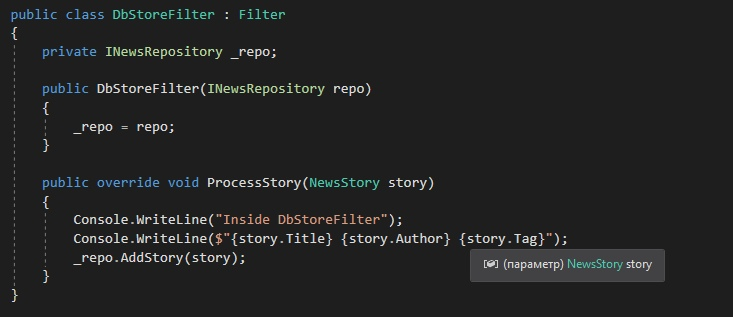 public class DbStoreFilter : Filter
{
    private INewsRepository _repo;

    public DbStoreFilter(INewsRepository repo)
    {
        _repo = repo;
    }

    public override void ProcessStory(NewsStory story)
    {
        Console.WriteLine("Inside DbStoreFilter");
        Console.WriteLine($"{story.Title} {story.Author} {story.Tag}");
        _repo.AddStory(story);
(параметр) NewsStory story
    }
}